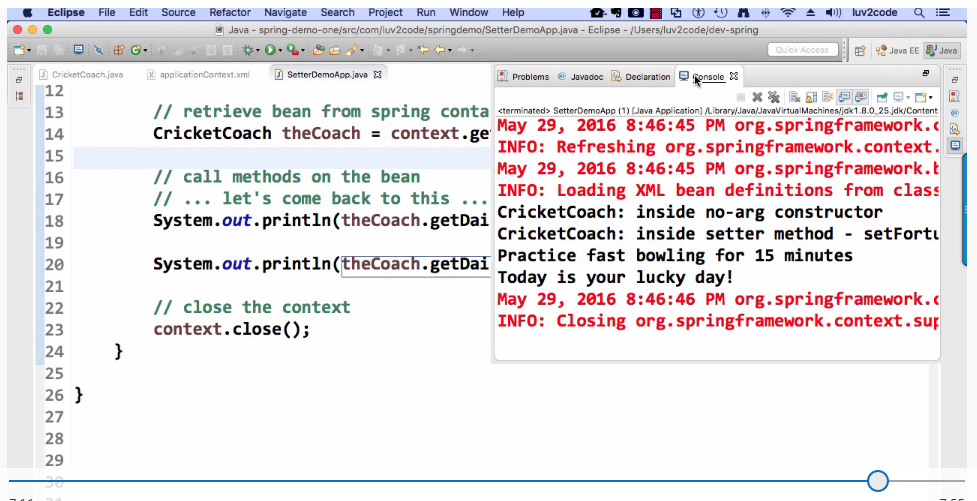 Eclipse File Edit Source Refactor Navigate Search Project Run Window Help luv2code
Java - spring-demo-one/src/com/luv2code/springdemo/SetterDemoApp.java - Eclipse - /Users/luv2code/dev-spring
Quick Access Java EE Java
CricketCoach.java applicationContext.xml SetterDemoApp.java
12
13 // retrieve bean from spring conta
14 CricketCoach theCoach = context.ge
15
16 // call methods on the bean
17 // ... let's come back to this ...
18 System.out.println(theCoach.getDai
19
20 System.out.println(theCoach.getDai
21
22 // close the context
23 context.close();
24 }
25
26 }
27
28
29
30
Problems Javadoc Declaration Console
<terminated> SetterDemoApp (1) [Java Application] /Library/Java/JavaVirtualMachines/jdk1.8.0_25.jdk/Content
May 29, 2016 8:46:45 PM org.springframework.c
INFO: Refreshing org.springframework.context.
May 29, 2016 8:46:45 PM org.springframework.b
INFO: Loading XML bean definitions from class
CricketCoach: inside no-arg constructor
CricketCoach: inside setter method - setFortu
Practice fast bowling for 15 minutes
Today is your lucky day!
May 29, 2016 8:46:46 PM org.springframework.c
INFO: Closing org.springframework.context.sup